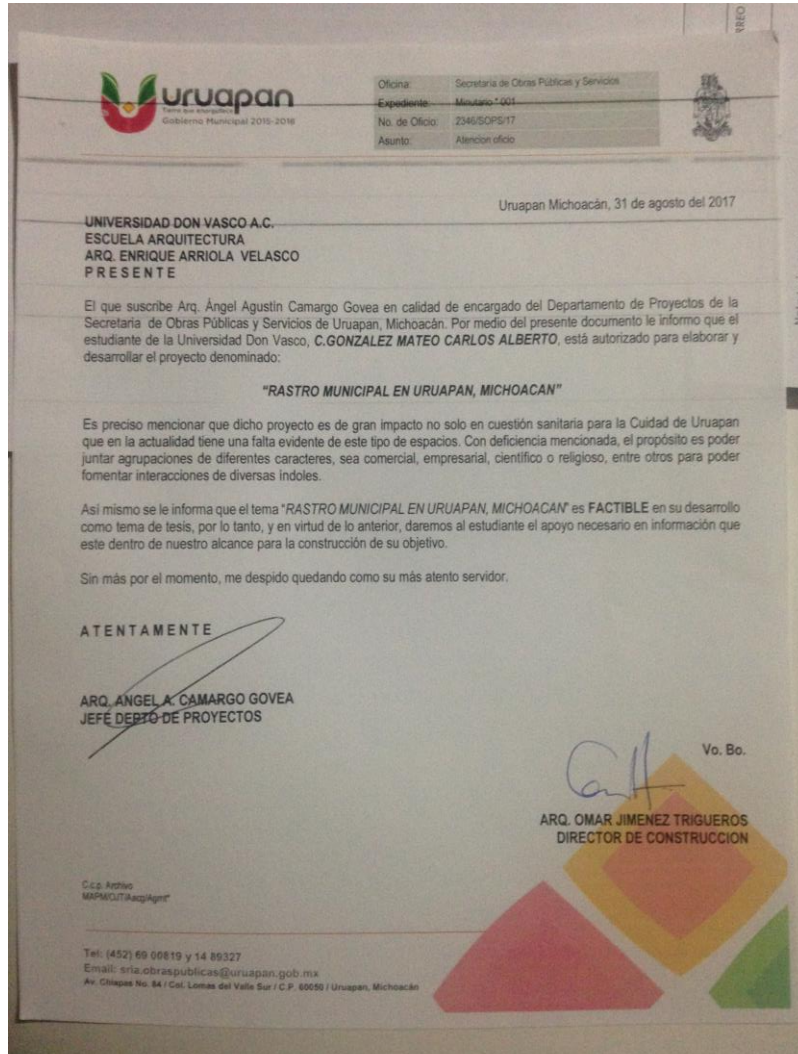 RREO
uruapan
Gobierno Municipal 2015-2018
Oficina: Secretaria de Obras Públicas y Servicios
Expediente: Minutario * 001
No. de Oficio: 2346/SOPS/17
Asunto: Atencion oficio
Uruapan Michoacán, 31 de agosto del 2017
UNIVERSIDAD DON VASCO A.C.
ESCUELA ARQUITECTURA
ARQ. ENRIQUE ARRIOLA VELASCO
P R E S E N T E
El que suscribe Arq. Ángel Agustin Camargo Govea en calidad de encargado del Departamento de Proyectos de la
Secretaria de Obras Públicas y Servicios de Uruapan, Michoacán. Por medio del presente documento le informo que el
estudiante de la Universidad Don Vasco, C.GONZALEZ MATEO CARLOS ALBERTO, está autorizado para elaborar y
desarrollar el proyecto denominado:
"RASTRO MUNICIPAL EN URUAPAN, MICHOACAN"
Es preciso mencionar que dicho proyecto es de gran impacto no solo en cuestión sanitaria para la Cuidad de Uruapan
que en la actualidad tiene una falta evidente de este tipo de espacios. Con deficiencia mencionada, el propósito es poder
juntar agrupaciones de diferentes caracteres, sea comercial, empresarial, científico o religioso, entre otros para poder
fomentar interacciones de diversas índoles.
Asi mismo se le informa que el tema "RASTRO MUNICIPAL EN URUAPAN, MICHOACAN" es FACTIBLE en su desarrollo
como tema de tesis, por lo tanto, y en virtud de lo anterior, daremos al estudiante el apoyo necesario en información que
este dentro de nuestro alcance para la construcción de su objetivo.
Sin más por el momento, me despido quedando como su más atento servidor.
A T E N T A M E N T E
ARQ. ANGEL A. CAMARGO GOVEA
JEFE DEPTO DE PROYECTOS
Vo. Bo.
ARQ. OMAR JIMENEZ TRIGUEROS
DIRECTOR DE CONSTRUCCION
C.c.p. Archivo
MAPM/OJT/Aacg/Agmt*
Tel: (452) 69 00819 y 14 89327
Email: sria.obraspublicas@uruapan.gob.mx
Av. Chiapas No. 84 / Col. Lomas del Valle Sur / C.P. 60050 / Uruapan, Michoacán